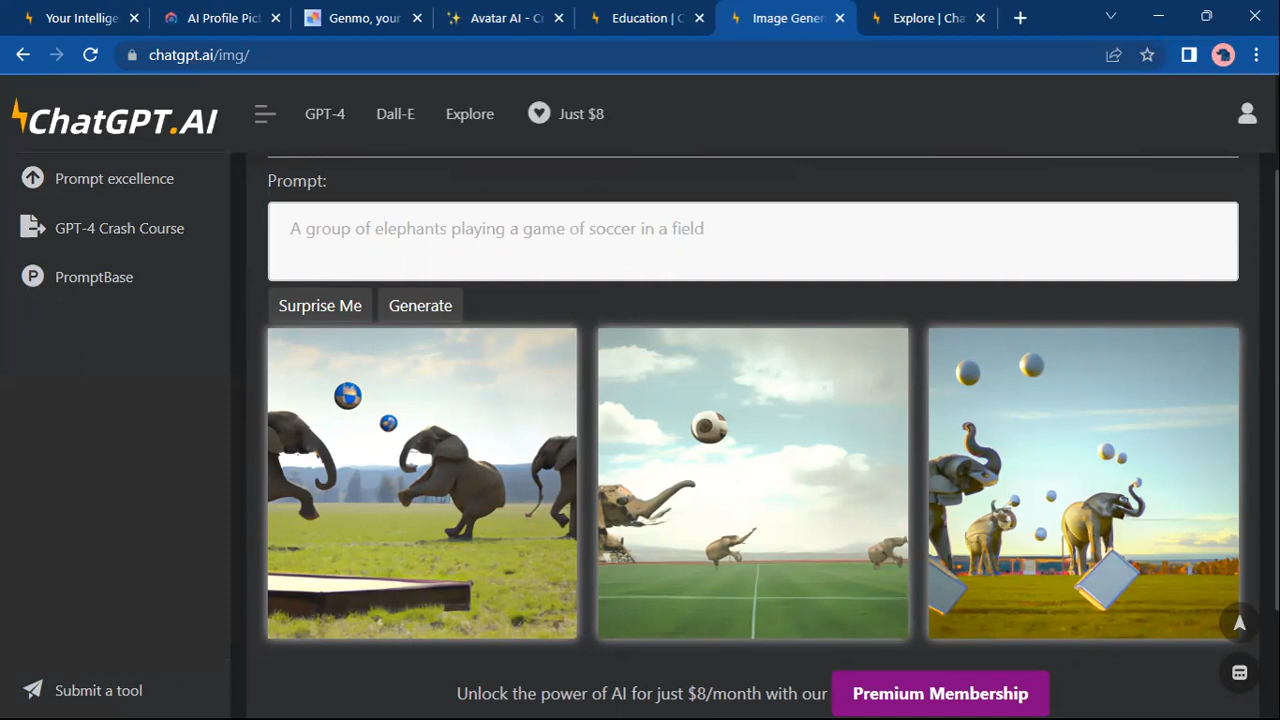 Your Intellige
AI Profile Pict
Genmo, your
Avatar AI - Cr
Education | C
Image Gener
Explore | Cha
chatgpt.ai/img/
ChatGPT.AI
GPT-4
Dall-E
Explore
Just $8
Prompt excellence
GPT-4 Crash Course
P PromptBase
Submit a tool
Prompt:
A group of elephants playing a game of soccer in a field
Surprise Me
Generate
Unlock the power of AI for just $8/month with our
Premium Membership